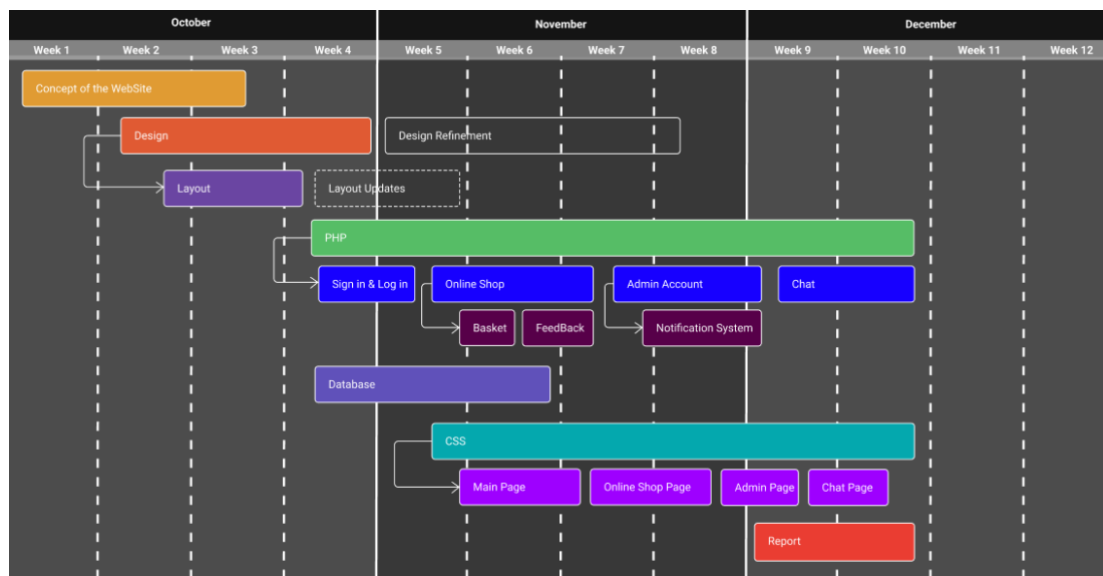 October November December
Week 1 Week 2 Week 3 Week 4 Week 5 Week 6 Week 7 Week 8 Week 9 Week 10 Week 11 Week 12
Concept of the WebSite
Design Design Refinement
Layout Layout Updates
PHP
Sign in & Log in Online Shop Admin Account Chat
Basket FeedBack Notification System
Database
CSS
Main Page Online Shop Page Admin Page Chat Page
Report